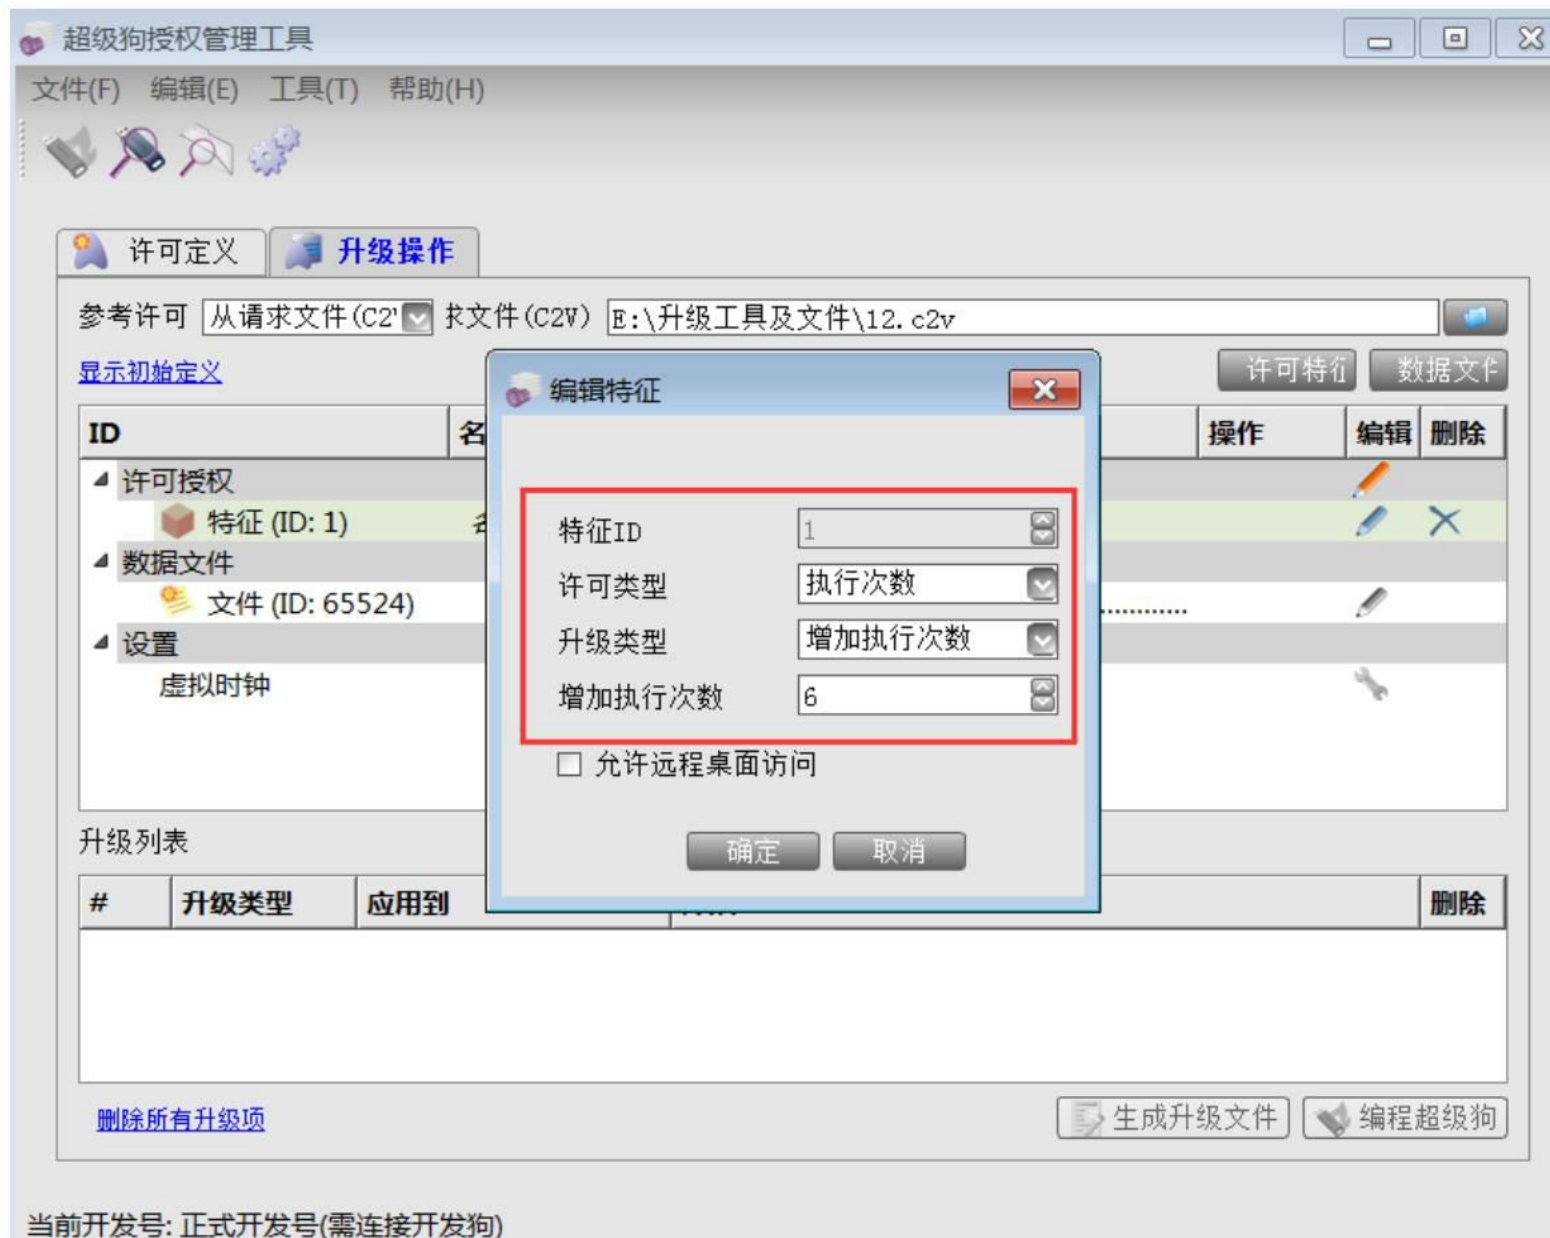 超级狗授权管理工具
文件(F) 编辑(E) 工具(T) 帮助(H)
许可定义 升级操作
参考许可 从请求文件(C2 求文件(C2V) E:\升级工具及文件\12.c2v
显示初始定义 许可特征 数据文件
ID 名 操作 编辑 删除
许可授权
特征 (ID: 1)
数据文件
文件 (ID: 65524) ............
设置
虚拟时钟
编辑特征
特征ID 1
许可类型 执行次数
升级类型 增加执行次数
增加执行次数 6
允许远程桌面访问
确定 取消
升级列表
# 升级类型 应用到 删除
删除所有升级项 生成升级文件 编程超级狗
当前开发号: 正式开发号(需连接开发狗)